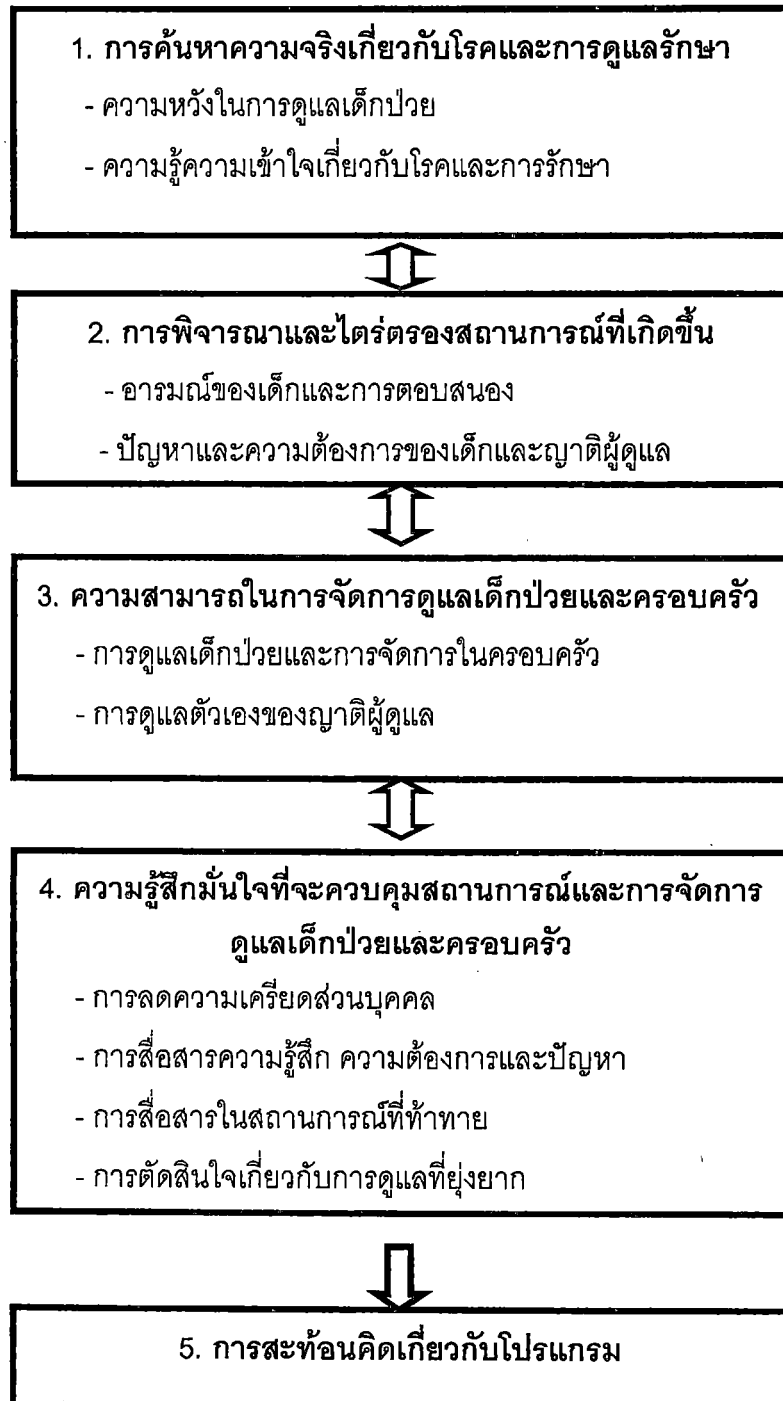 1. การค้นหาความจริงเกี่ยวกับโรคและการดูแลรักษา
- ความหวังในการดูแลเด็กป่วย
- ความรู้ความเข้าใจเกี่ยวกับโรคและการรักษา
2. การพิจารณาและไตร่ตรองสถานการณ์ที่เกิดขึ้น
- อารมณ์ของเด็กและการตอบสนอง
- ปัญหาและความต้องการของเด็กและญาติผู้ดูแล
3. ความสามารถในการจัดการดูแลเด็กป่วยและครอบครัว
- การดูแลเด็กป่วยและการจัดการในครอบครัว
- การดูแลตัวเองของญาติผู้ดูแล
4. ความรู้สึกมั่นใจที่จะควบคุมสถานการณ์และการจัดการ
ดูแลเด็กป่วยและครอบครัว
- การลดความเครียดส่วนบุคคล
- การสื่อสารความรู้สึก ความต้องการและปัญหา
- การสื่อสารในสถานการณ์ที่ท้าทาย
- การตัดสินใจเกี่ยวกับการดูแลที่ยุ่งยาก
5. การสะท้อนคิดเกี่ยวกับโปรแกรม